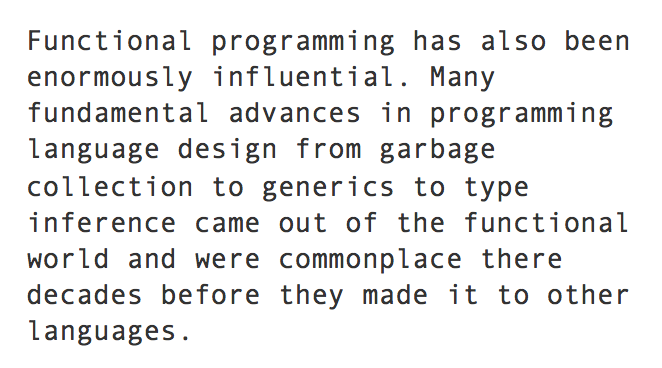 Functional programming has also been
enormously influential. Many
fundamental advances in programming
language design from garbage
collection to generics to type
inference came out of the functional
world and were commonplace there
decades before they made it to other
languages.